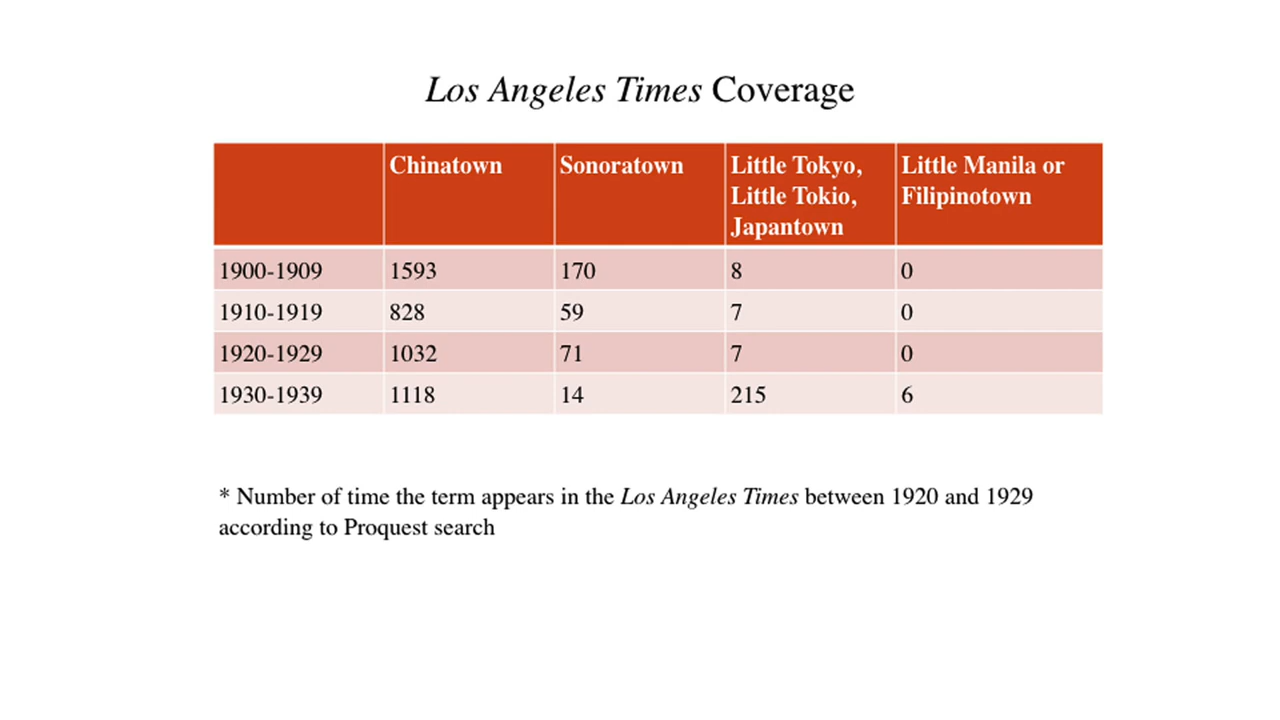 Los Angeles Times Coverage
Chinatown Sonoratown Little Tokyo, Little Tokio, Japantown Little Manila or Filipinotown
1900-1909 1593 170 8 0
1910-1919 828 59 7 0
1920-1929 1032 71 7 0
1930-1939 1118 14 215 6
* Number of time the term appears in the Los Angeles Times between 1920 and 1929
according to Proquest search